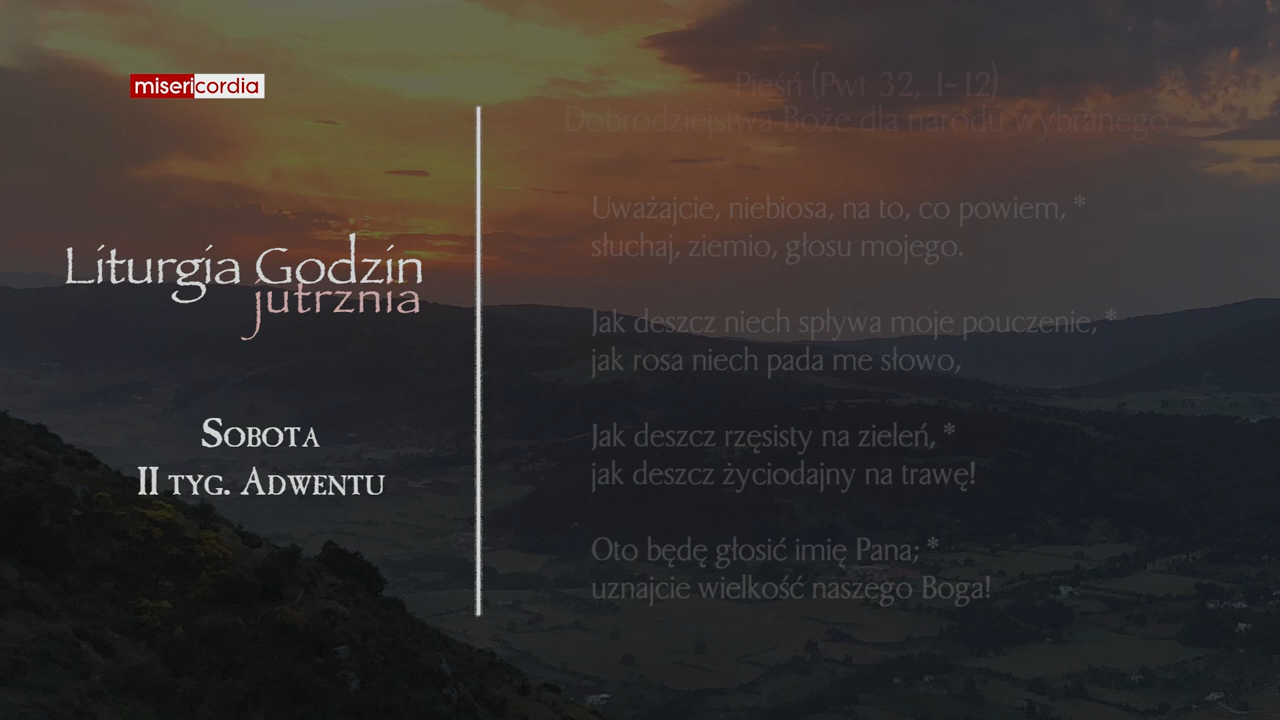 misericordia
Liturgia Godzin
jutrznia
Sobota
II tyg. Adwentu
Pieśń (Pwt 32, 1-12)
Dobrodziejstwa Boże dla narodu wybranego
Uważajcie, niebiosa, na to, co powiem, *
słuchaj, ziemio, głosu mojego.
Jak deszcz niech spływa moje pouczenie, *
jak rosa niech pada me słowo,
Jak deszcz rzęsisty na zieleń, *
jak deszcz życiodajny na trawę!
Oto będę głosić imię Pana; *
uznajcie wielkość naszego Boga!